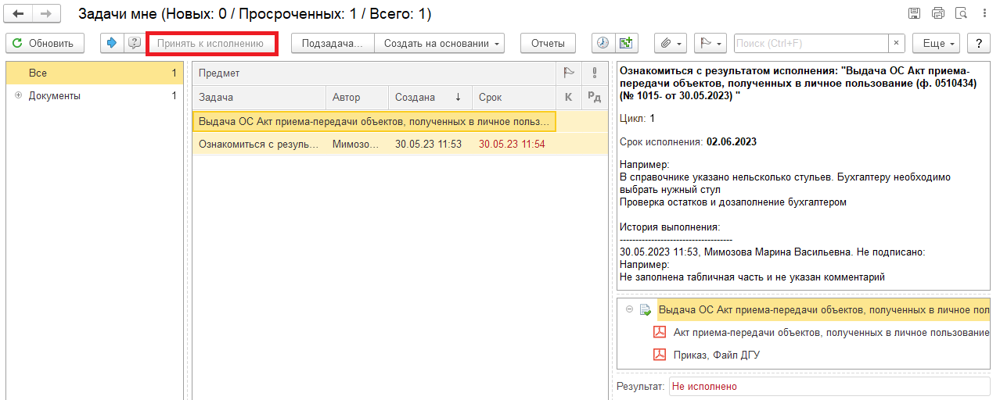 Задачи мне (Новых: 0 / Просроченных: 1 / Всего: 1)
Обновить
Принять к исполнению
Подзадача...
Создать на основании
Отчеты
Поиск (Ctrl+F)
×
Еще
?
Все 1
Документы 1
Предмет
Задача Автор Создана ↓ Срок К Рд
Выдача ОС Акт приема-передачи объектов, полученных в личное польз...
Ознакомиться с резуль... Мимозо... 30.05.23 11:53 30.05.23 11:54
Ознакомиться с результатом исполнения: "Выдача ОС Акт приема-
передачи объектов, полученных в личное пользование (ф. 0510434)
(№ 1015- от 30.05.2023) "
Цикл: 1
Срок исполнения: 02.06.2023
Например:
В справочнике указано нельсколько стульев. Бухгалтеру необходимо
выбрать нужный стул
Проверка остатков и дозаполнение бухгалтером
История выполнения:
------------------------------------
30.05.2023 11:53, Мимозова Марина Васильевна. Не подписано:
Например:
Не заполнена табличная часть и не указан комментарий
Выдача ОС Акт приема-передачи объектов, полученных в личное пол
Акт приема-передачи объектов, полученных в личное пользование
Приказ, Файл ДГУ
Результат: Не исполнено